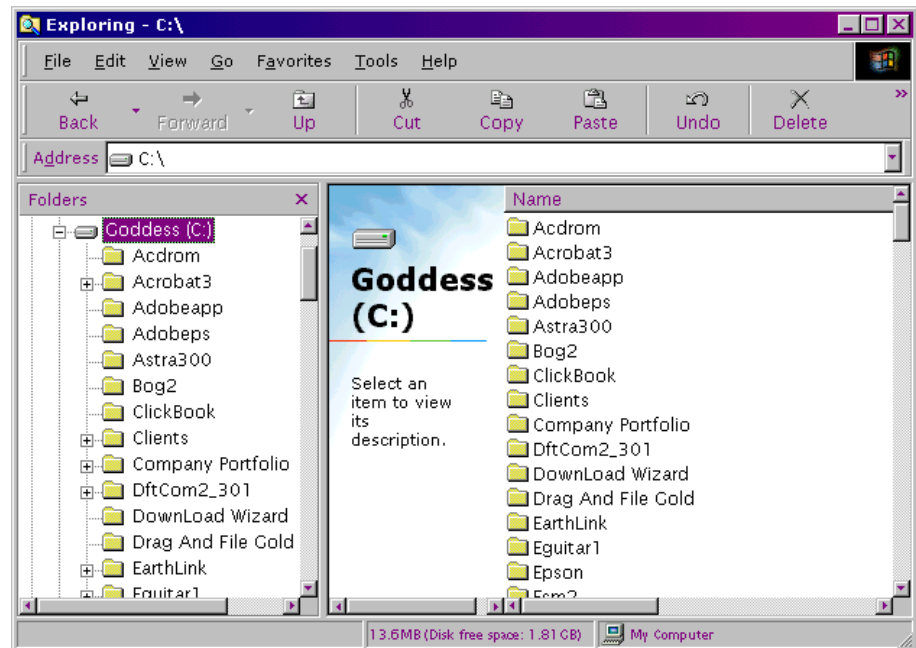 Exploring - C:\
File Edit View Go Favorites Tools Help
Back Forward Up Cut Copy Paste Undo Delete »
Address C:\
Folders
Goddess (C:)
Acdrom
Acrobat3
Adobeapp
Adobeps
Astra300
Bog2
ClickBook
Clients
Company Portfolio
DftCom2_301
DownLoad Wizard
Drag And File Gold
EarthLink
Eguitar1
Goddess
(C:)
Select an
item to view
its
description.
Name
Acdrom
Acrobat3
Adobeapp
Adobeps
Astra300
Bog2
ClickBook
Clients
Company Portfolio
DftCom2_301
DownLoad Wizard
Drag And File Gold
EarthLink
Eguitar1
Epson
13.6MB (Disk free space: 1.81 GB) My Computer